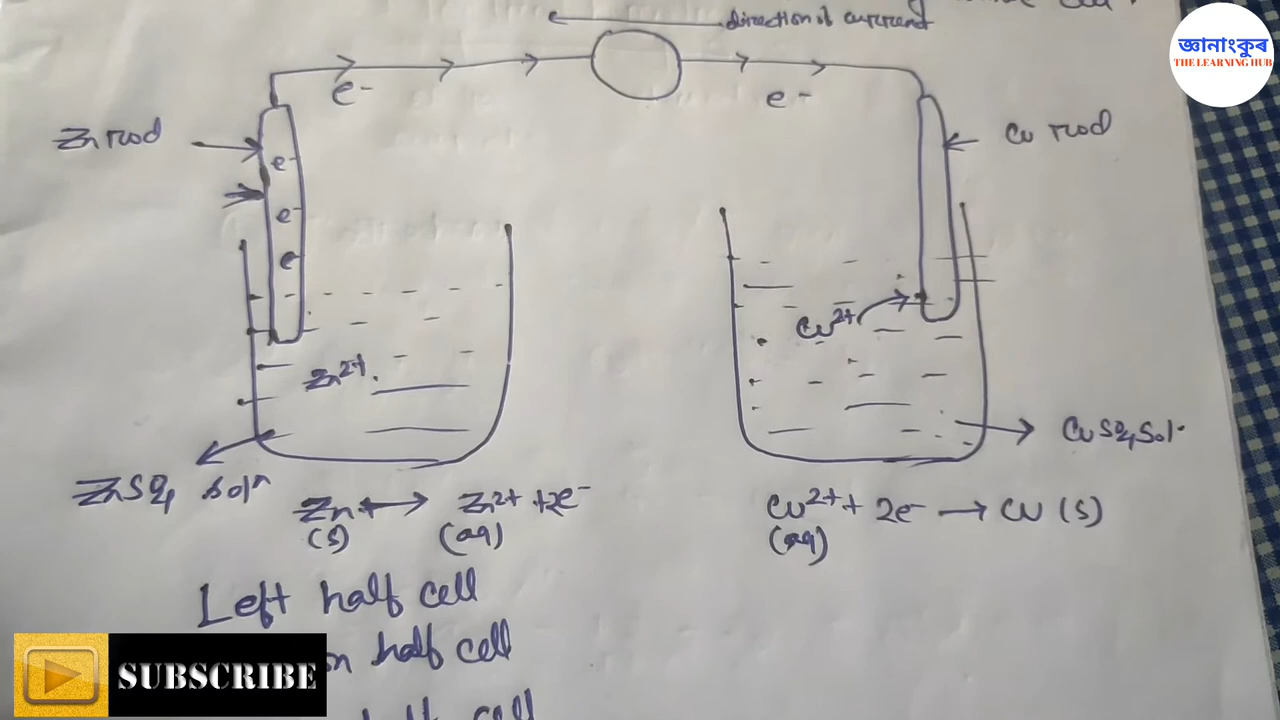 direction of current
জ্ঞানাংকুৰ
THE LEARNING HUB
e-
e-
Zn rod
Cu rod
e-
e-
e
Cu2+
Zn2+
CuSO4 Sol.
ZnSO4 soln
Zn → Zn2+ +2e-
(s) (aq)
Cu2+ + 2e- → Cu (s)
(aq)
Left half cell
half cell
SUBSCRIBE
cell